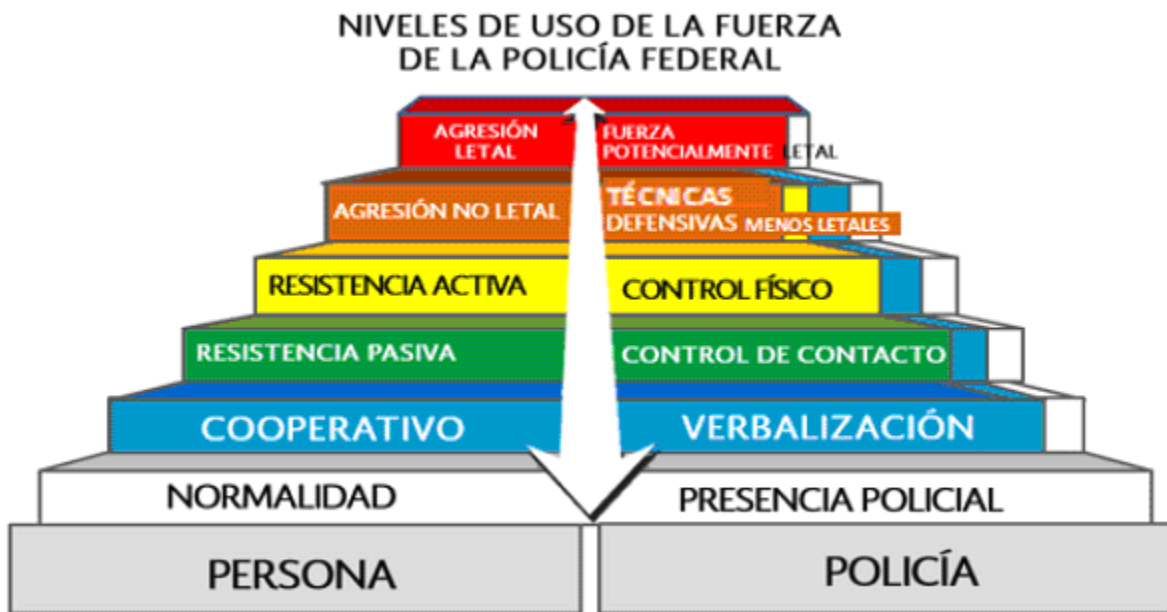 NIVELES DE USO DE LA FUERZA
DE LA POLICÍA FEDERAL
AGRESIÓN
LETAL
FUERZA
POTENCIALMENTE LETAL
AGRESIÓN NO LETAL
TÉCNICAS
DEFENSIVAS MENOS LETALES
RESISTENCIA ACTIVA
CONTROL FÍSICO
RESISTENCIA PASIVA
CONTROL DE CONTACTO
COOPERATIVO
VERBALIZACIÓN
NORMALIDAD
PRESENCIA POLICIAL
PERSONA
POLICÍA